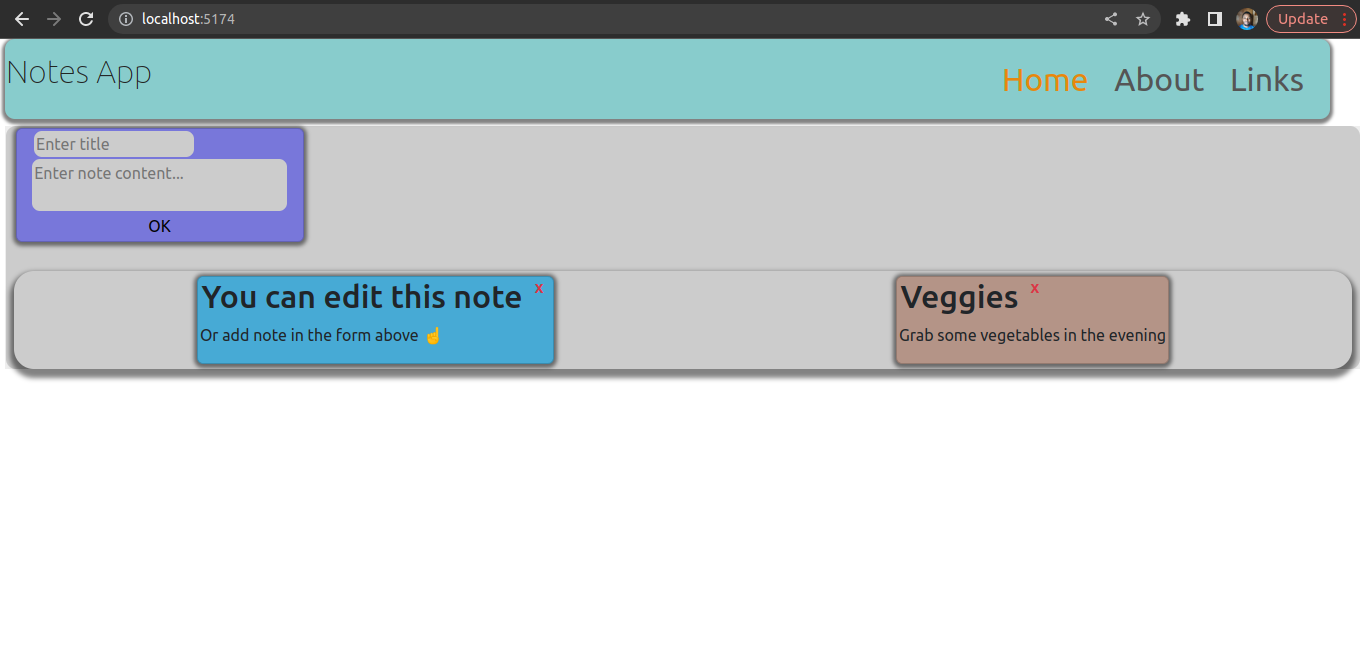 localhost:5174
Update
Notes App
Home About Links
Enter title
Enter note content...
OK
You can edit this note x
Or add note in the form above ☝
Veggies x
Grab some vegetables in the evening